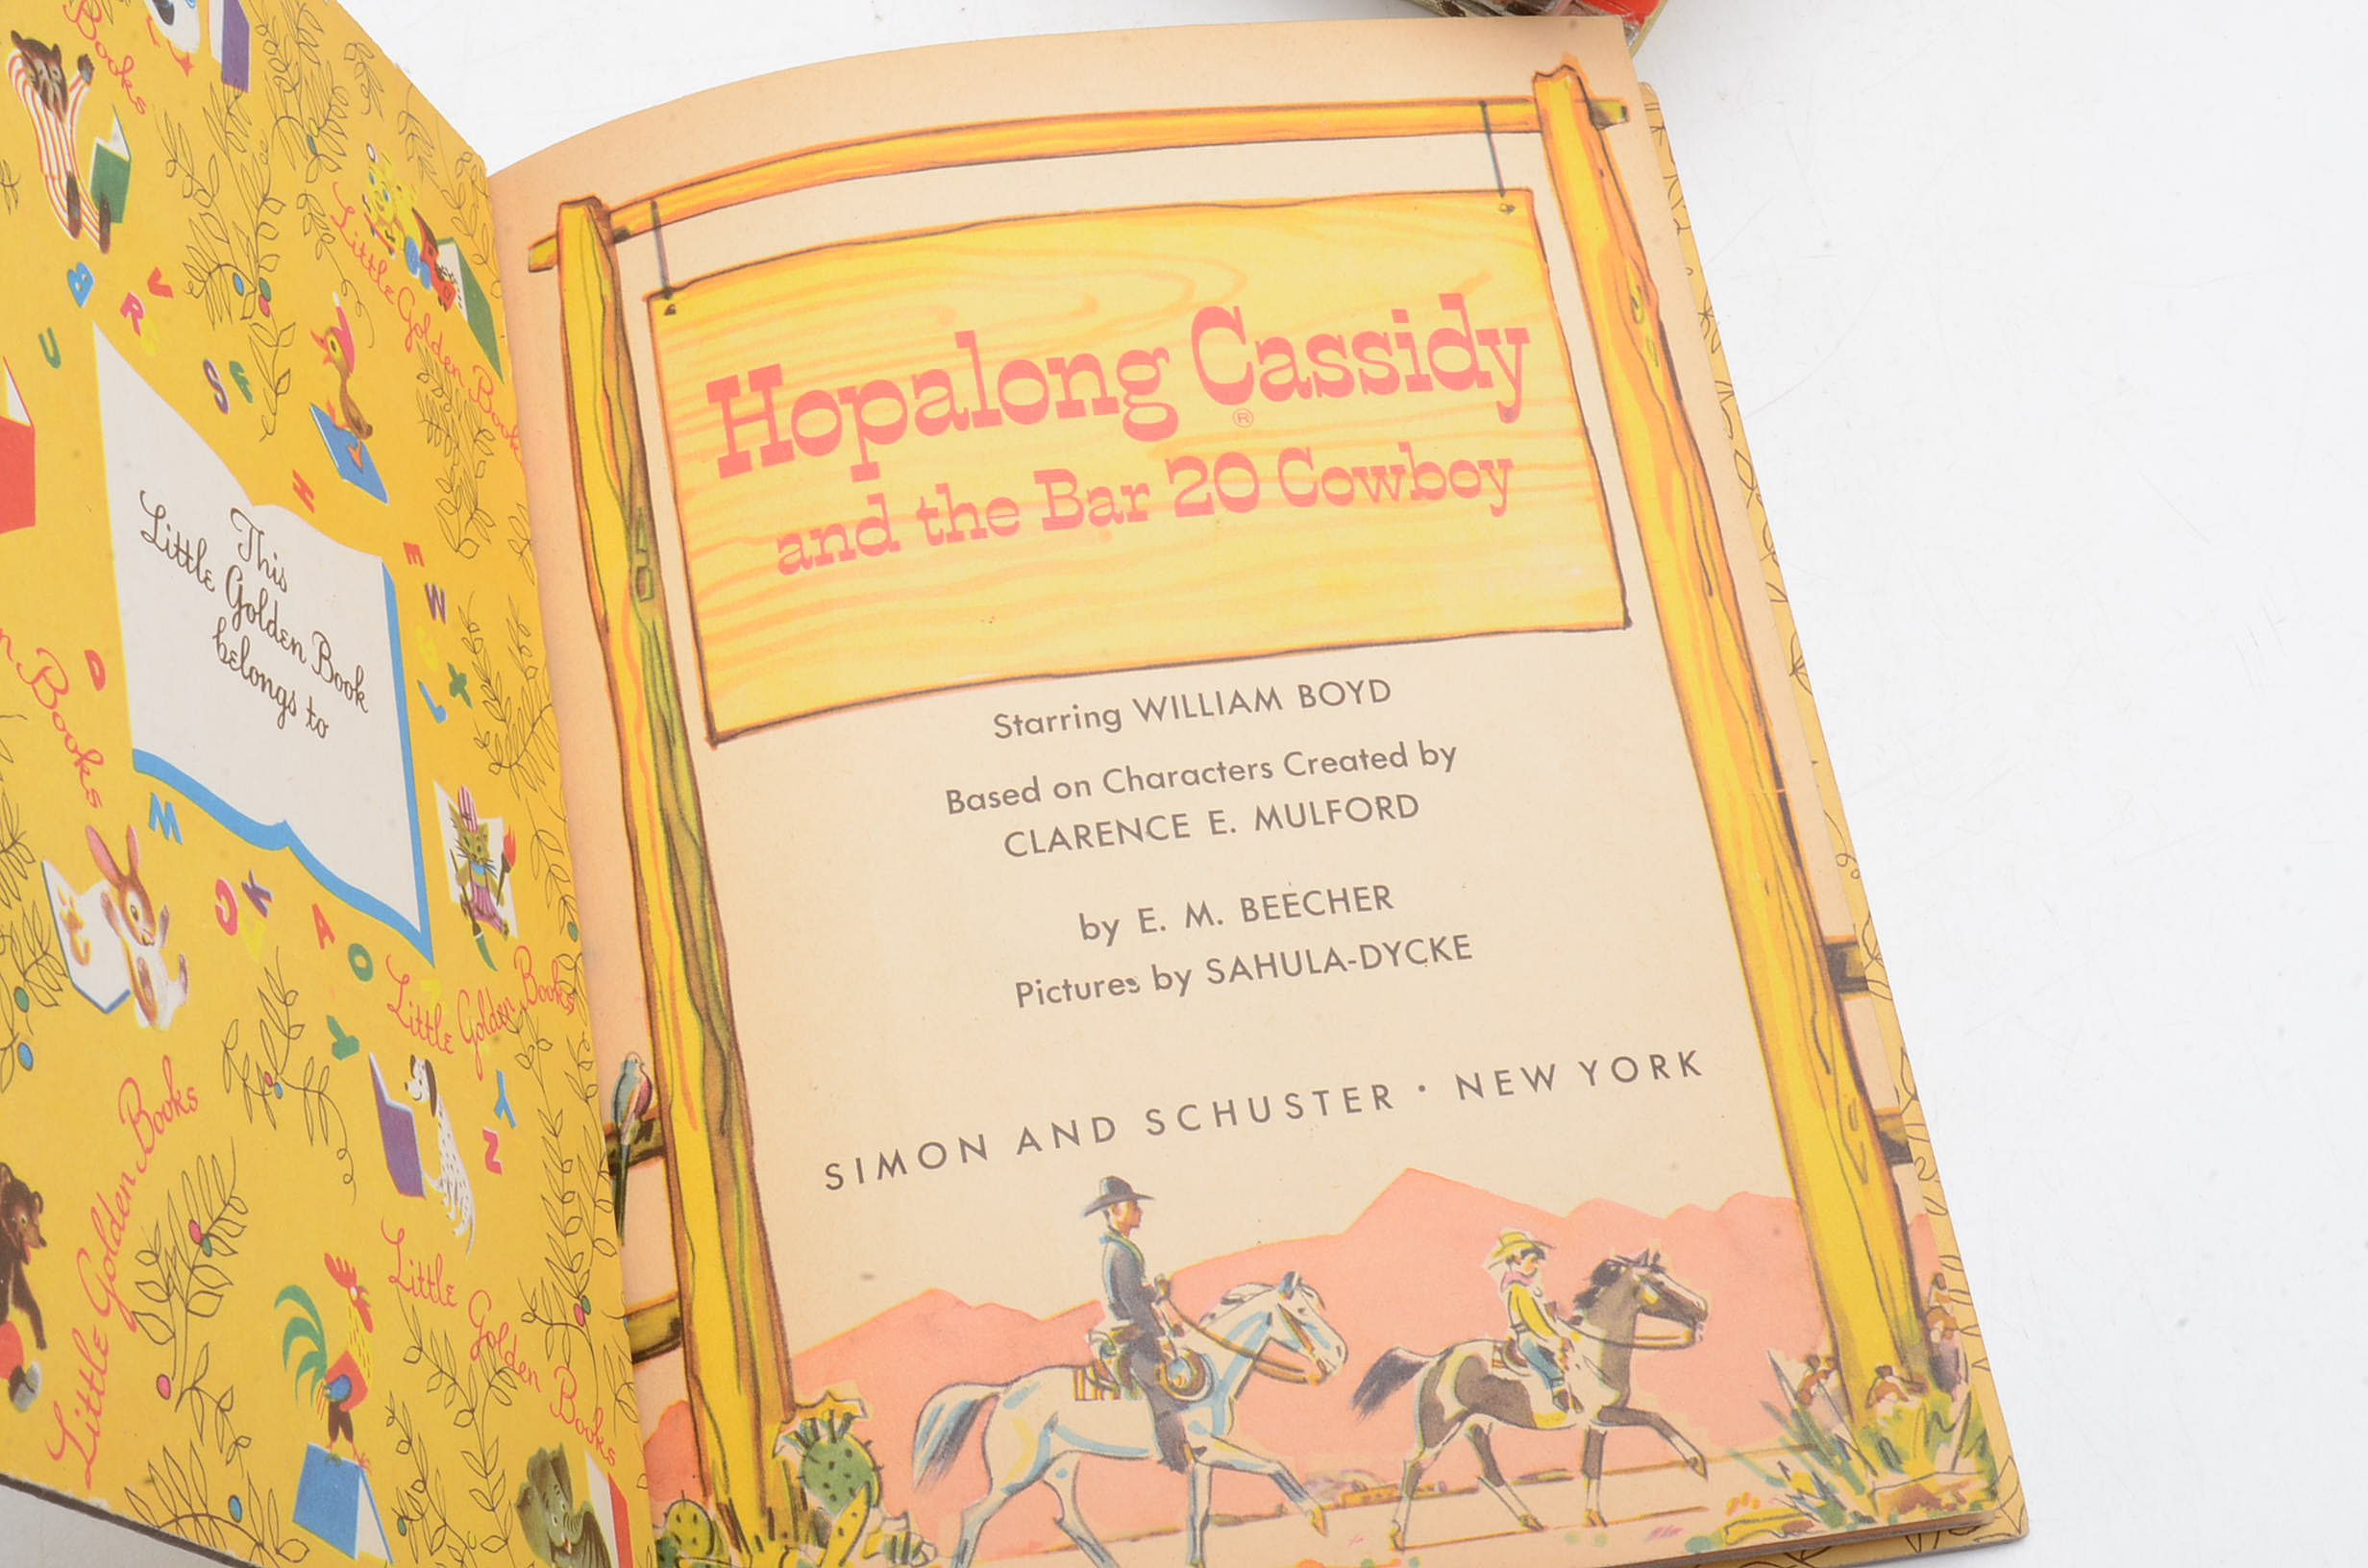 Books
Little Golden Books
B
V
R
U
S
F
H
E
W
This
Little Golden Book
belongs to
D
X
L
n Books
M
C
K
A
O
Little Golden Books
Y
Y
Z
Little Golden Books
Little Golden Books
Hopalong Cassidy
®
and the Bar 20 Cowboy
Starring WILLIAM BOYD
Based on Characters Created by
CLARENCE E. MULFORD
by E. M. BEECHER
Pictures by SAHULA-DYCKE
SIMON AND SCHUSTER • NEW YORK